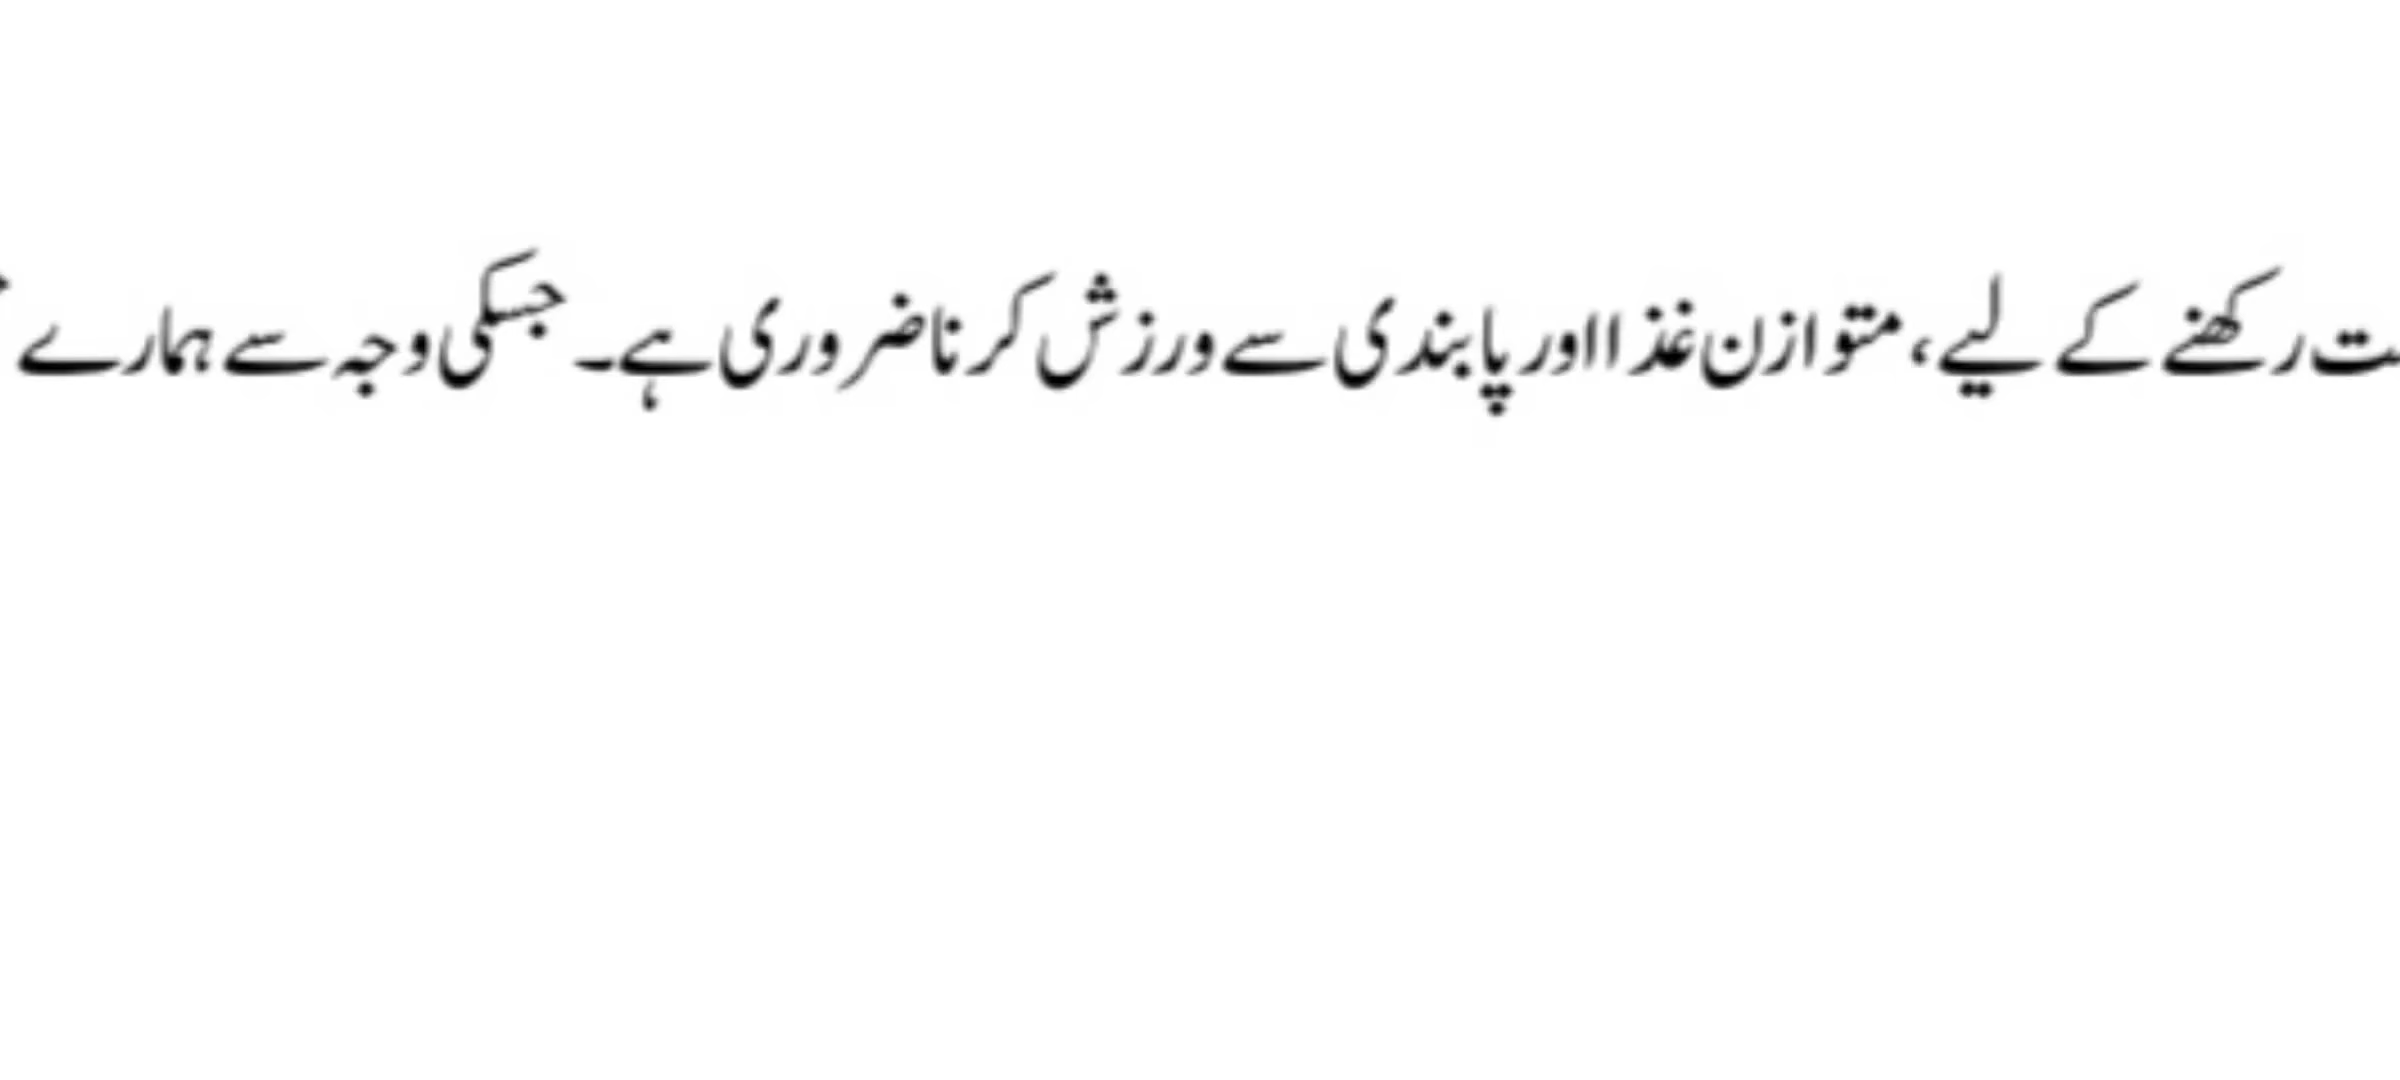 رکھنے کے لیے، متوازن غذا اور پابندی سے ورزش کرنا ضروری ہے۔ جسکی وجہ سے ہمارے